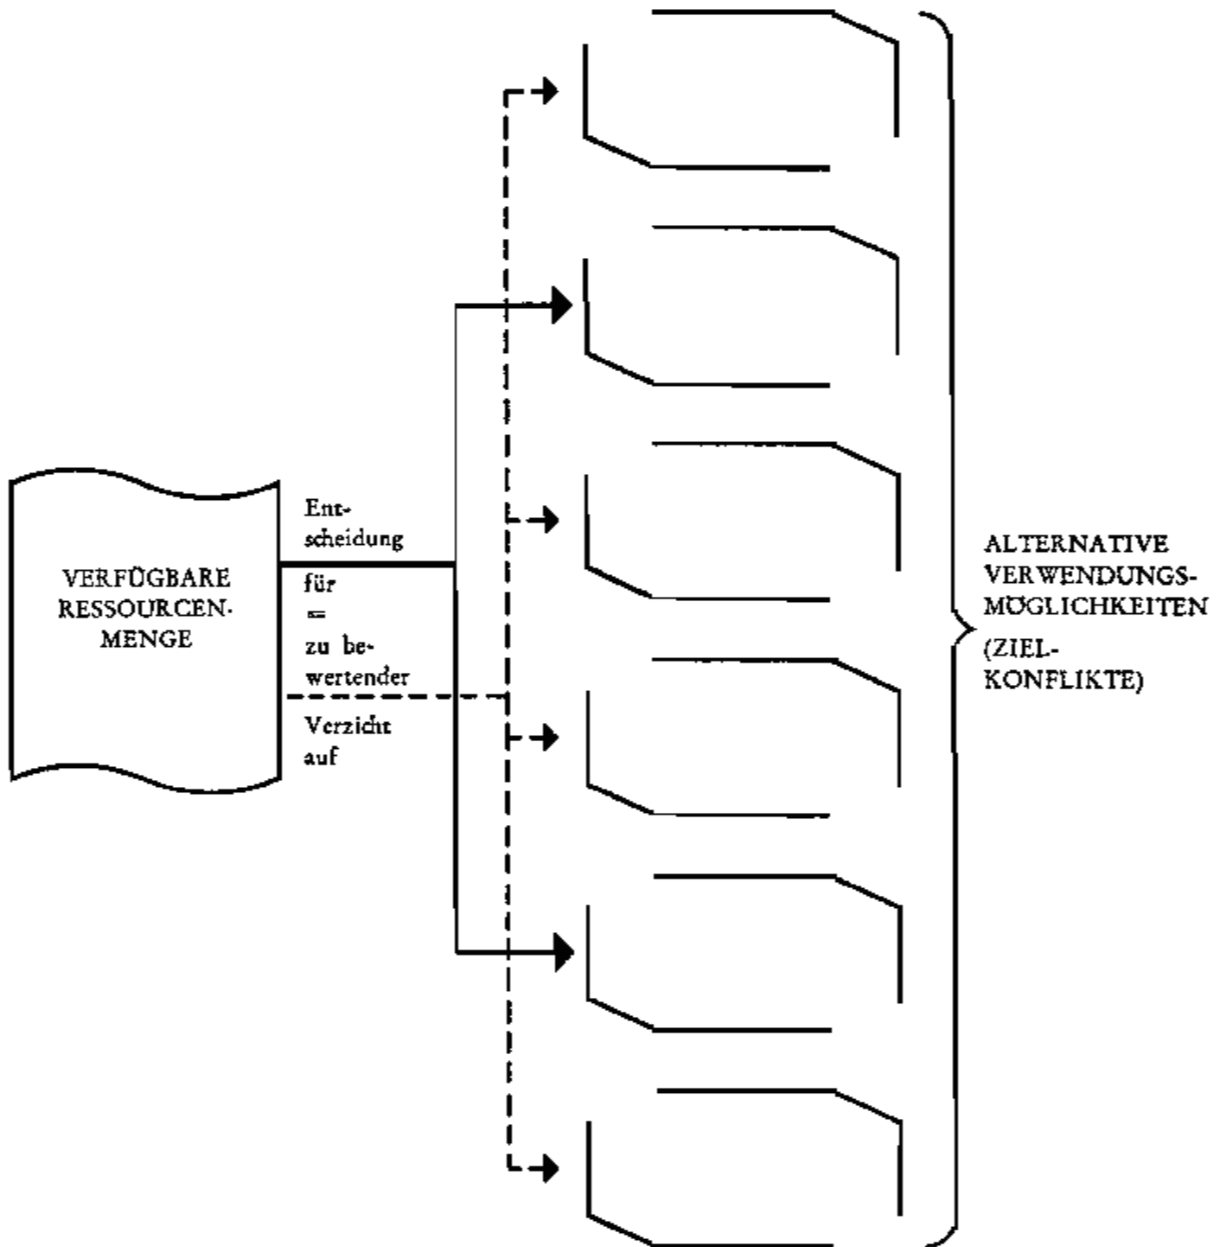 VERFÜGBARE
RESSOURCEN-
MENGE
Ent-
scheidung
für
=
zu be-
wertender
Verzicht
auf
ALTERNATIVE
VERWENDUNGS-
MÖGLICHKEITEN
(ZIEL-
KONFLIKTE)